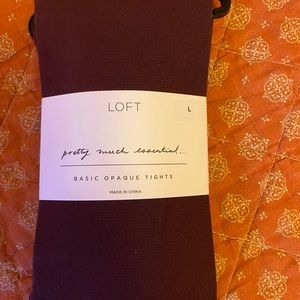 LOFT
L
pretty much essential...
BASIC OPAQUE TIGHTS
MADE IN CHINA